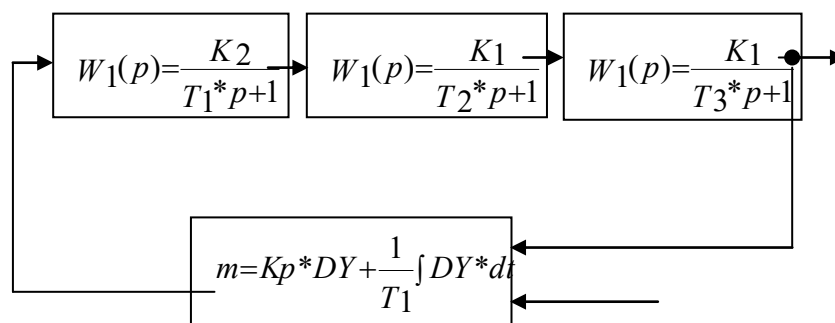 W1(p)=K2/(T1*p+1)
W1(p)=K1/(T2*p+1)
W1(p)=K1/(T3*p+1)
m=Kp*DY+1/T1∫DY*dt